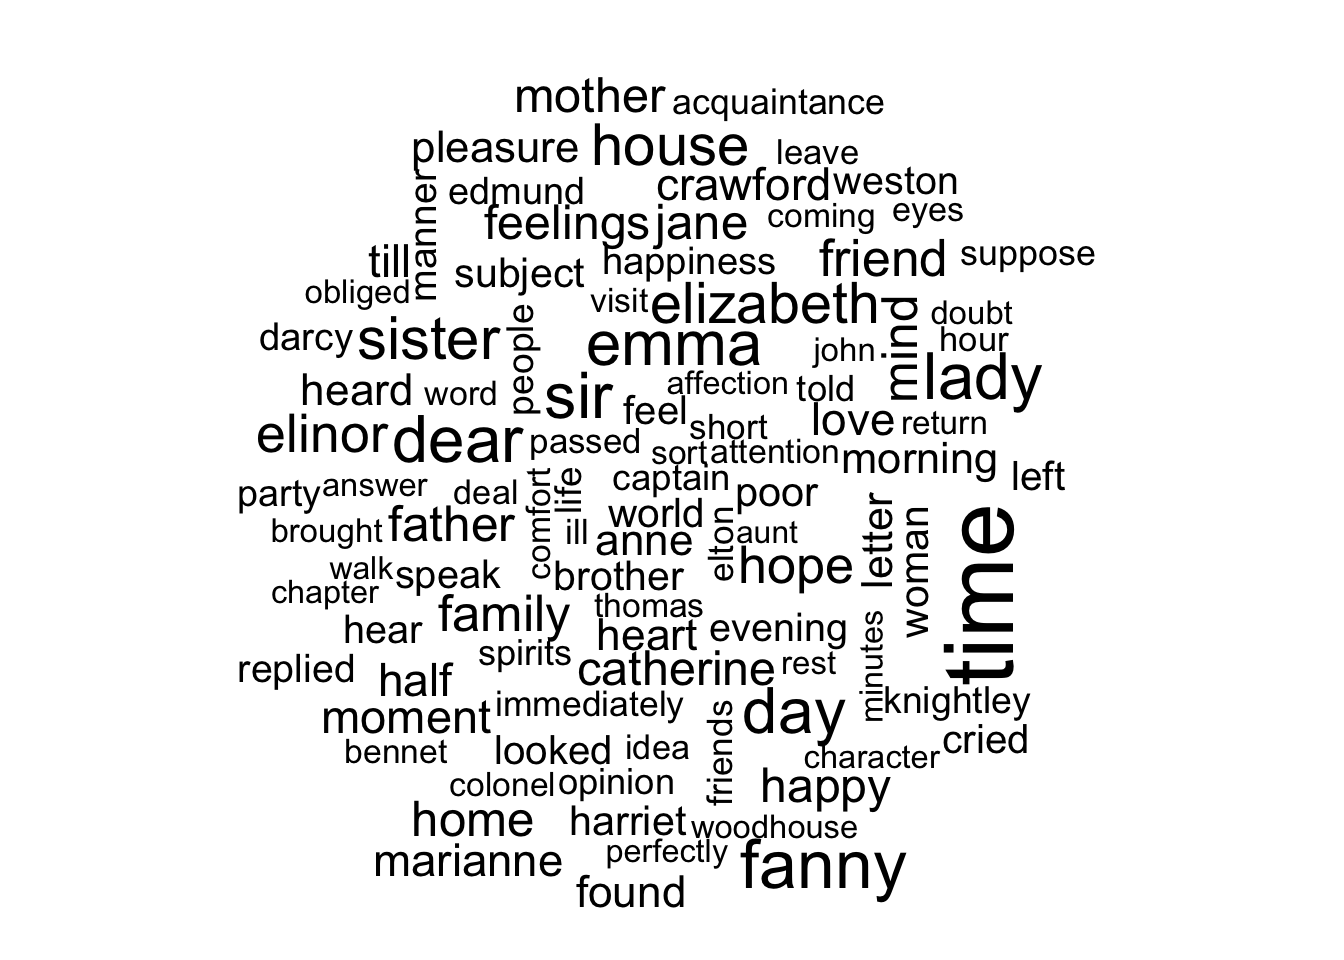 mother acquaintance
pleasure house leave
manner edmund crawford weston
feelings jane coming eyes
till subject happiness friend suppose
obliged visit elizabeth mind doubt
darcy sister people emma john hour
heard word sir affection told lady
elinor dear feel short love return
passed sort attention morning left
party answer deal comfort life captain poor
brought father ill world elton aunt letter woman time
anne hope
walk speak brother
chapter family thomas
hear heart evening minutes
replied half spirits catherine rest
moment immediately friends day knightley
bennet looked idea character cried
colonel opinion happy
home harriet woodhouse
marianne perfectly fanny
found